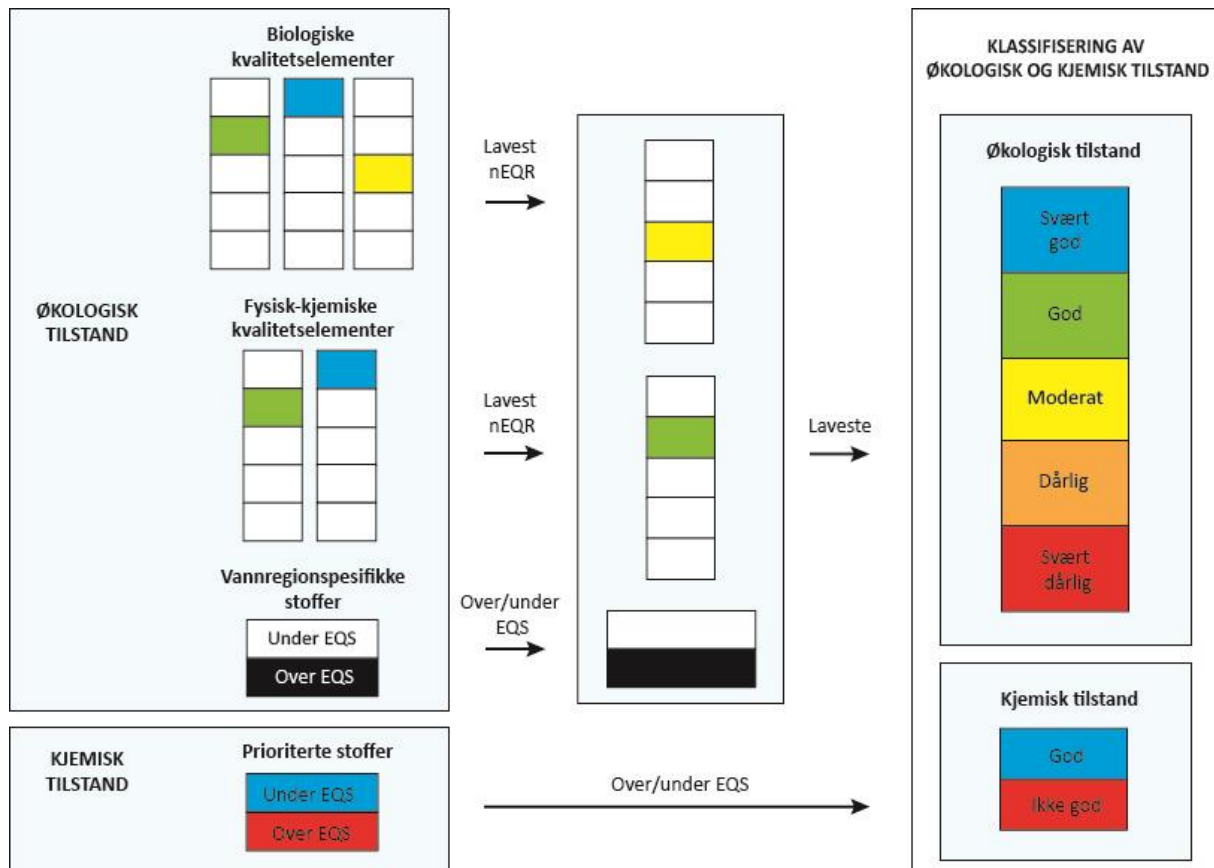 Biologiske
kvalitetselementer
ØKOLOGISK
TILSTAND
Fysisk-kjemiske
kvalitetselementer
Vannregionspesifikke
stoffer
Under EQS
Over EQS
KJEMISK
TILSTAND
Prioriterte stoffer
Under EQS
Over EQS
Lavest
nEQR
Lavest
nEQR
Over/under
EQS
Laveste
Over/under EQS
KLASSIFISERING AV
ØKOLOGISK OG KJEMISK TILSTAND
Økologisk tilstand
Svært
god
God
Moderat
Dårlig
Svært
dårlig
Kjemisk tilstand
God
Ikke god